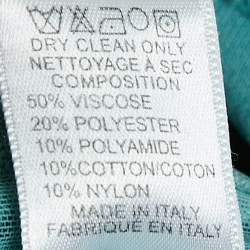 DRY CLEAN ONLY
NETTOYAGE À SEC
COMPOSITION
50% VISCOSE
20% POLYESTER
10% POLYAMIDE
10%COTTON/COTON
10% NYLON
MADE IN ITALY
FABRIQUE EN ITALY